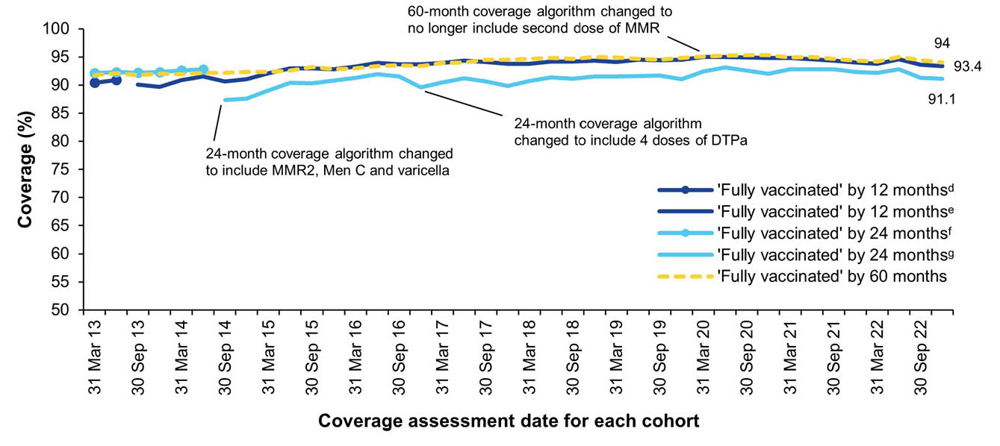 60-month coverage algorithm changed to
no longer include second dose of MMR
Coverage (%)
100
95
90
85
80
75
70
65
60
55
50
94
93.4
91.1
24-month coverage algorithm
changed to include 4 doses of DTPa
24-month coverage algorithm changed
to include MMR2, Men C and varicella
'Fully vaccinated' by 12 monthsᵈ
'Fully vaccinated' by 12 monthsᵉ
'Fully vaccinated' by 24 monthsᶠ
'Fully vaccinated' by 24 monthsᵍ
'Fully vaccinated' by 60 months
31 Mar 13
30 Sep 13
31 Mar 14
30 Sep 14
31 Mar 15
30 Sep 15
31 Mar 16
30 Sep 16
31 Mar 17
30 Sep 17
31 Mar 18
30 Sep 18
31 Mar 19
30 Sep 19
31 Mar 20
30 Sep 20
31 Mar 21
30 Sep 21
31 Mar 22
30 Sep 22
Coverage assessment date for each cohort